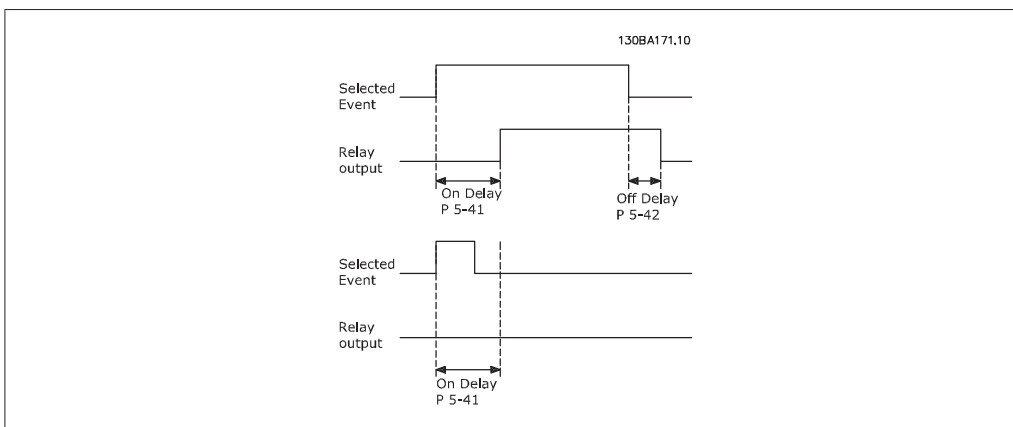 130BA171.10
Selected
Event
Relay
output
On Delay
P 5-41
Off Delay
P 5-42
Selected
Event
Relay
output
On Delay
P 5-41